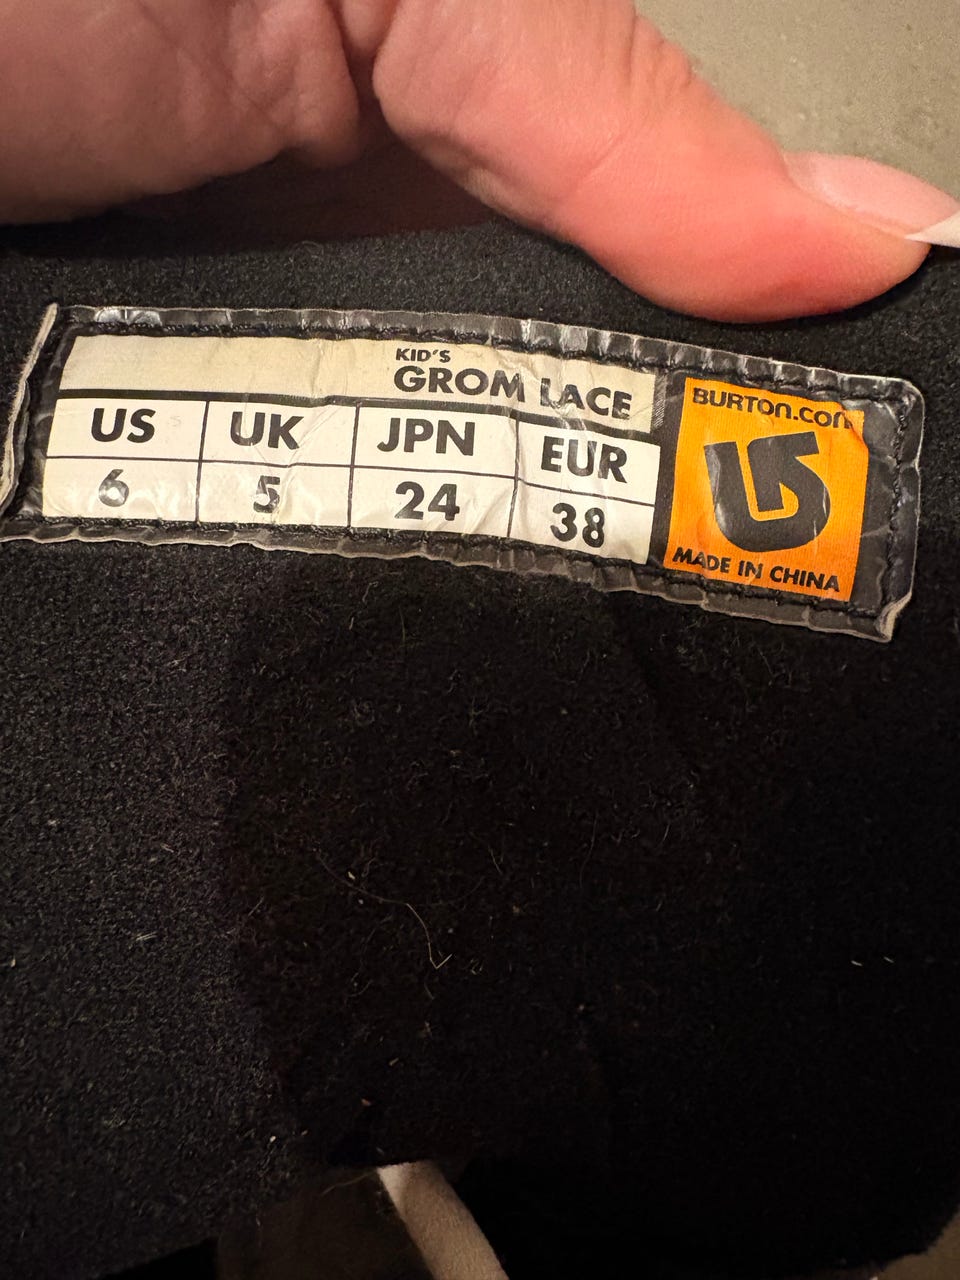 KID'S
GROM LACE
US UK JPN EUR
6 5 24 38
BURTON.COM
MADE IN CHINA